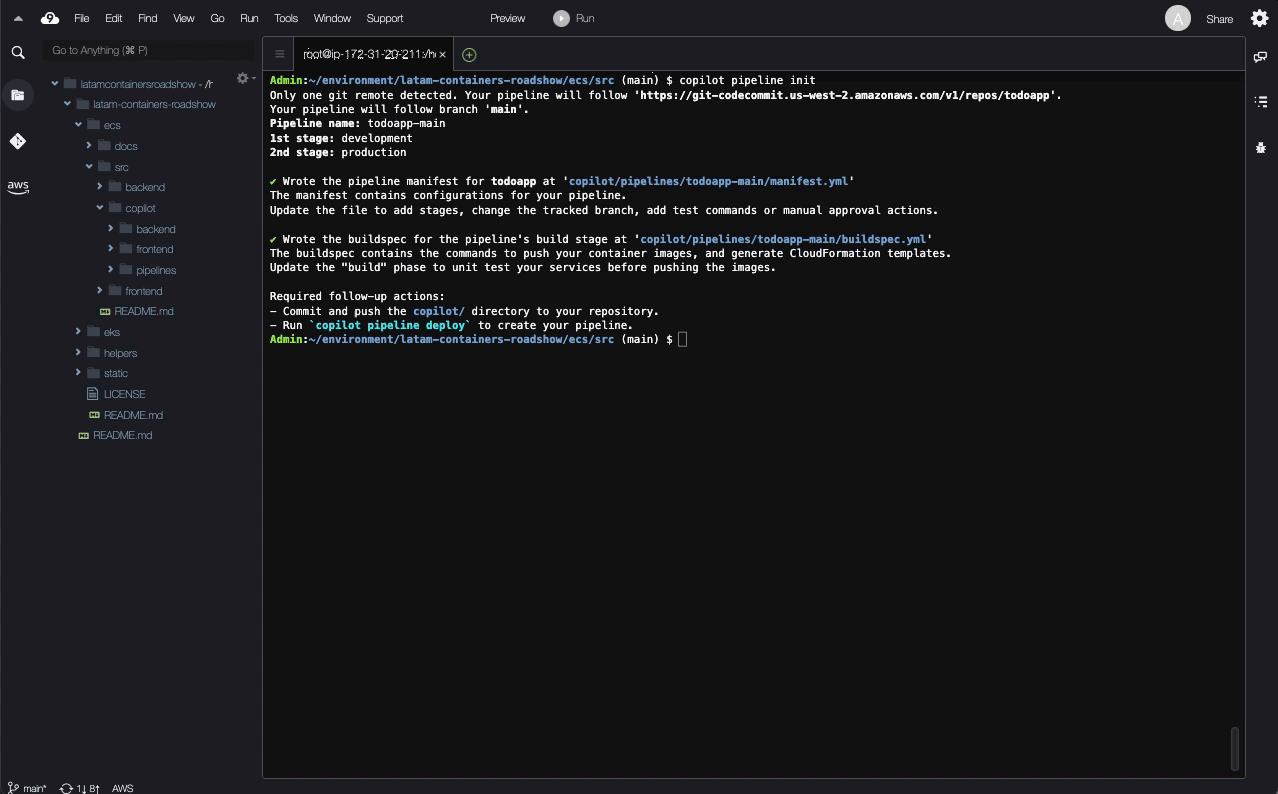 File Edit Find View Go Run Tools Window Support Preview Run A Share
Go to Anything (⌘ P)
aws
latamcontainersroadshow - /r
latam-containers-roadshow
ecs
docs
src
backend
copilot
backend
frontend
pipelines
frontend
README.md
eks
helpers
static
LICENSE
README.md
README.md
root@ip-172-31-20-211:/h
Admin:~/environment/latam-containers-roadshow/ecs/src (main) $ copilot pipeline init
Only one git remote detected. Your pipeline will follow 'https://git-codecommit.us-west-2.amazonaws.com/v1/repos/todoapp'.
Your pipeline will follow branch 'main'.
Pipeline name: todoapp-main
1st stage: development
2nd stage: production
✔ Wrote the pipeline manifest for todoapp at 'copilot/pipelines/todoapp-main/manifest.yml'
The manifest contains configurations for your pipeline.
Update the file to add stages, change the tracked branch, add test commands or manual approval actions.
✔ Wrote the buildspec for the pipeline's build stage at 'copilot/pipelines/todoapp-main/buildspec.yml'
The buildspec contains the commands to push your container images, and generate CloudFormation templates.
Update the "build" phase to unit test your services before pushing the images.
Required follow-up actions:
- Commit and push the copilot/ directory to your repository.
- Run `copilot pipeline deploy` to create your pipeline.
Admin:~/environment/latam-containers-roadshow/ecs/src (main) $
main* 1↓ 8↑ AWS